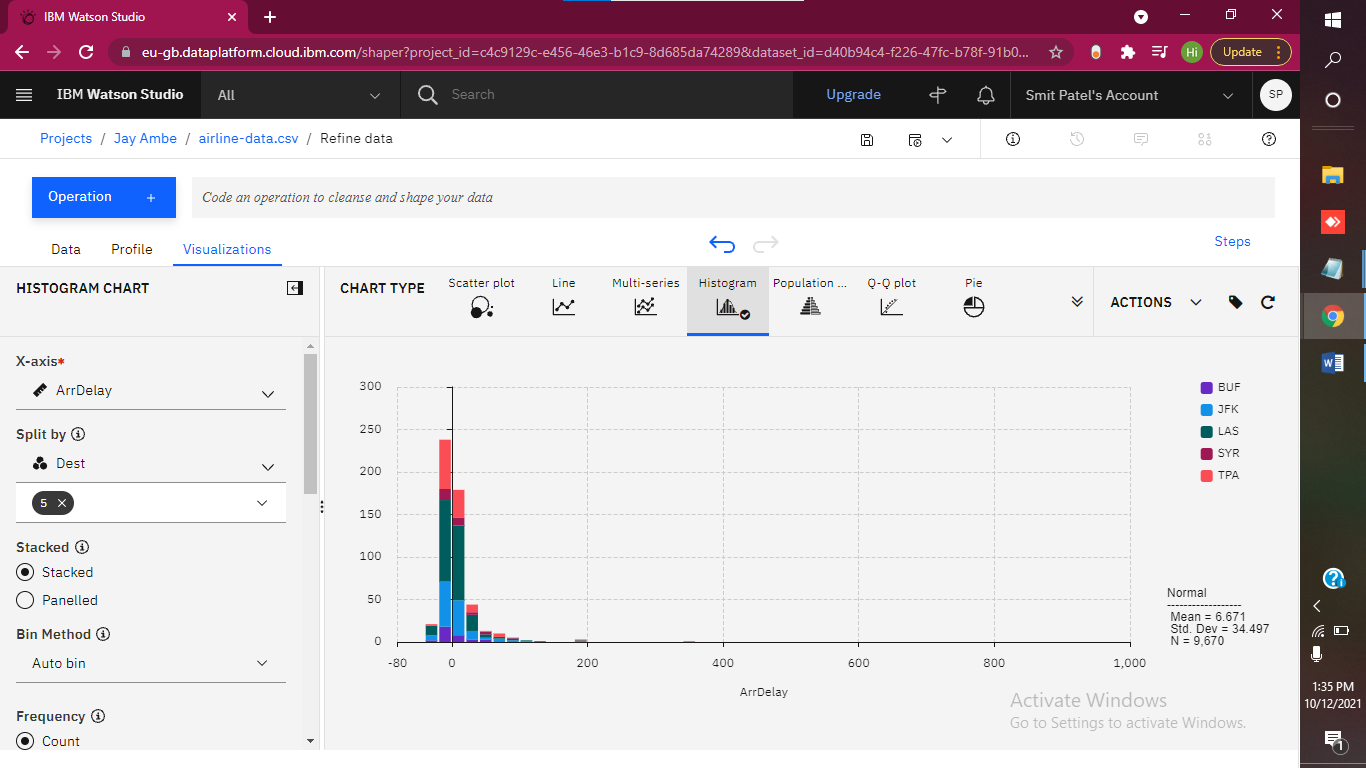 IBM Watson Studio
eu-gb.dataplatform.cloud.ibm.com/shaper?project_id=c4c9129c-e456-46e3-b1c9-8d685da74289&dataset_id=d40b94c4-f226-47fc-b78f-91b0...
Hi
Update
IBM Watson Studio
All
Search
Upgrade
Smit Patel's Account
SP
Projects / Jay Ambe / airline-data.csv / Refine data
Operation +
Code an operation to cleanse and shape your data
Data Profile Visualizations
Steps
HISTOGRAM CHART
CHART TYPE
Scatter plot
Line
Multi-series
Histogram
Population ...
Q-Q plot
Pie
ACTIONS
X-axis*
ArrDelay
Split by
Dest
5 ×
Stacked
Stacked
Panelled
Bin Method
Auto bin
Frequency
Count
300
250
200
150
100
50
0
-80 0 200 400 600 800 1,000
ArrDelay
BUF
JFK
LAS
SYR
TPA
Normal
------------------
Mean = 6.671
Std. Dev = 34.497
N = 9,670
Activate Windows
Go to Settings to activate Windows.
1:35 PM
10/12/2021
1